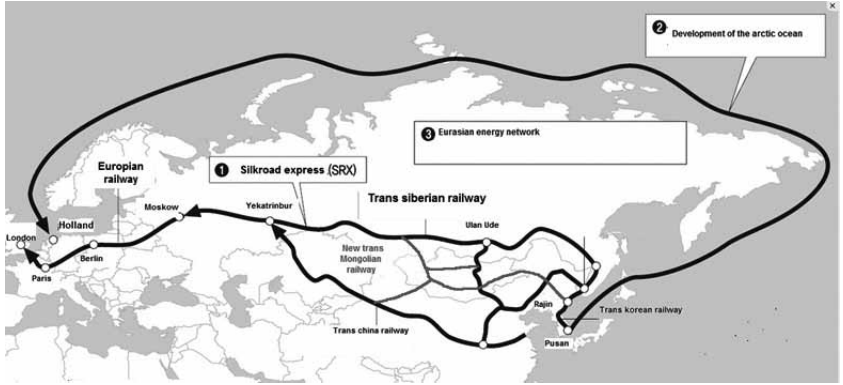 ×
❷ Development of the arctic ocean
❸ Eurasian energy network
Europian
railway
❶ Silkroad express (SRX)
Trans siberian railway
Moskow
Yekatrinbur
Ulan Ude
Holland
London
New trans
Mongolian
railway
Berlin
Paris
Rajin
Trans korean railway
Trans china railway
Pusan